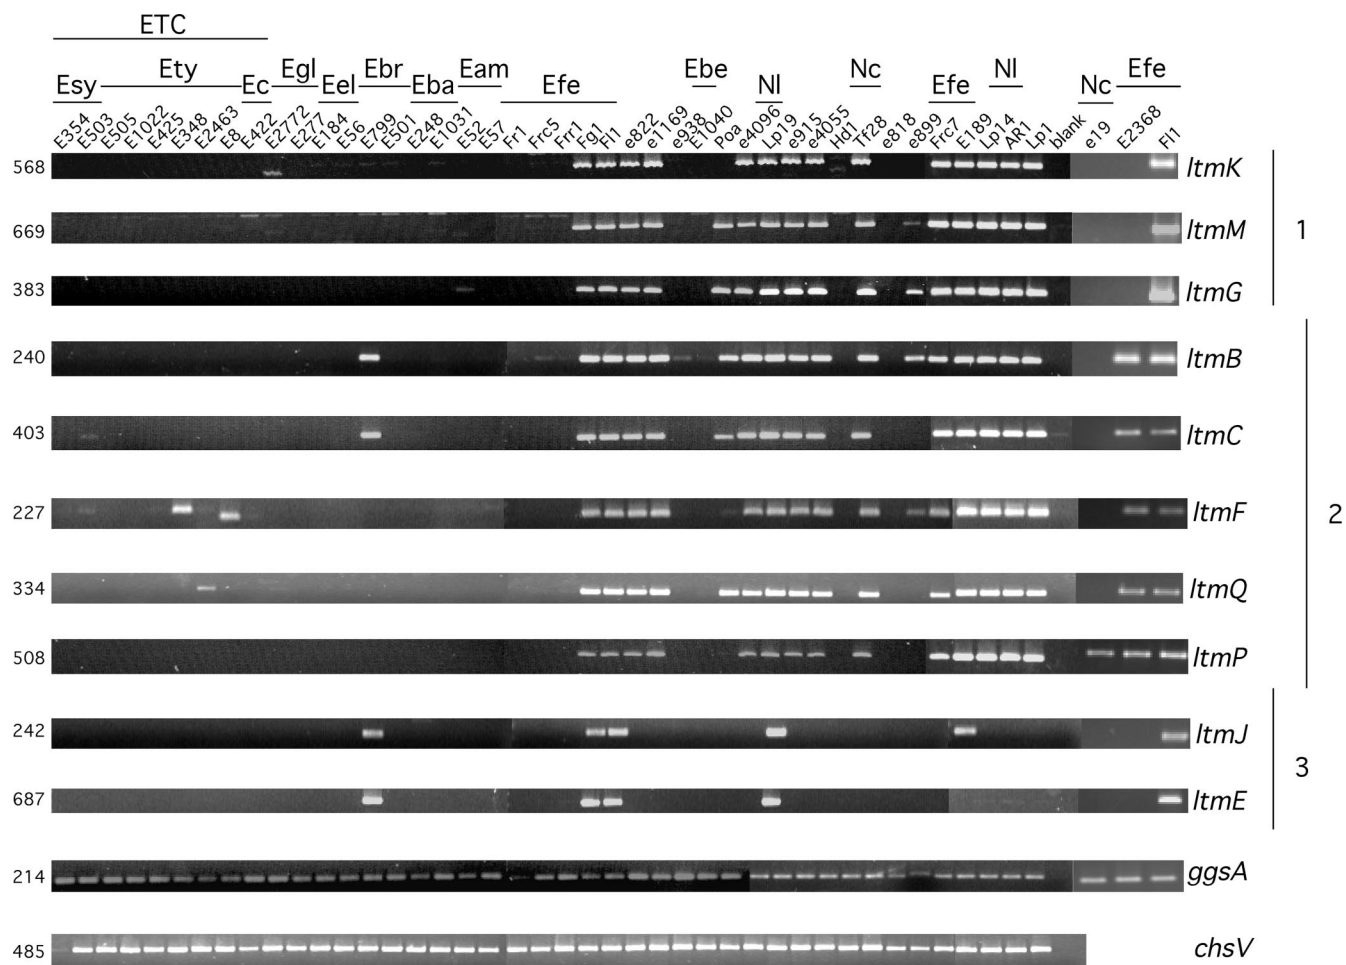 ETC
Esy Ety Ec Egl Eel Ebr Eba Eam Efe Ebe Nl Nc Efe Nl Nc Efe
E354 E503 E505 E1022 E425 E348 E2463 E8 E422 E2772 E277 E184 E56 E799 E501 E248 E1031 E52 E57 Fr1 Frc5 Frr1 Fg1 Fl1 e822 e1169 e938 E1040 Poa e4096 Lp19 e915 e4055 Hd1 Tf28 e818 e899 Frc7 E189 Lp14 AR1 Lp1 blank e19 E2368 Fl1
568 ltmK
669 ltmM
1
383 ltmG
240 ltmB
403 ltmC
227 ltmF
2
334 ltmQ
508 ltmP
242 ltmJ
3
687 ltmE
214 ggsA
485 chsV